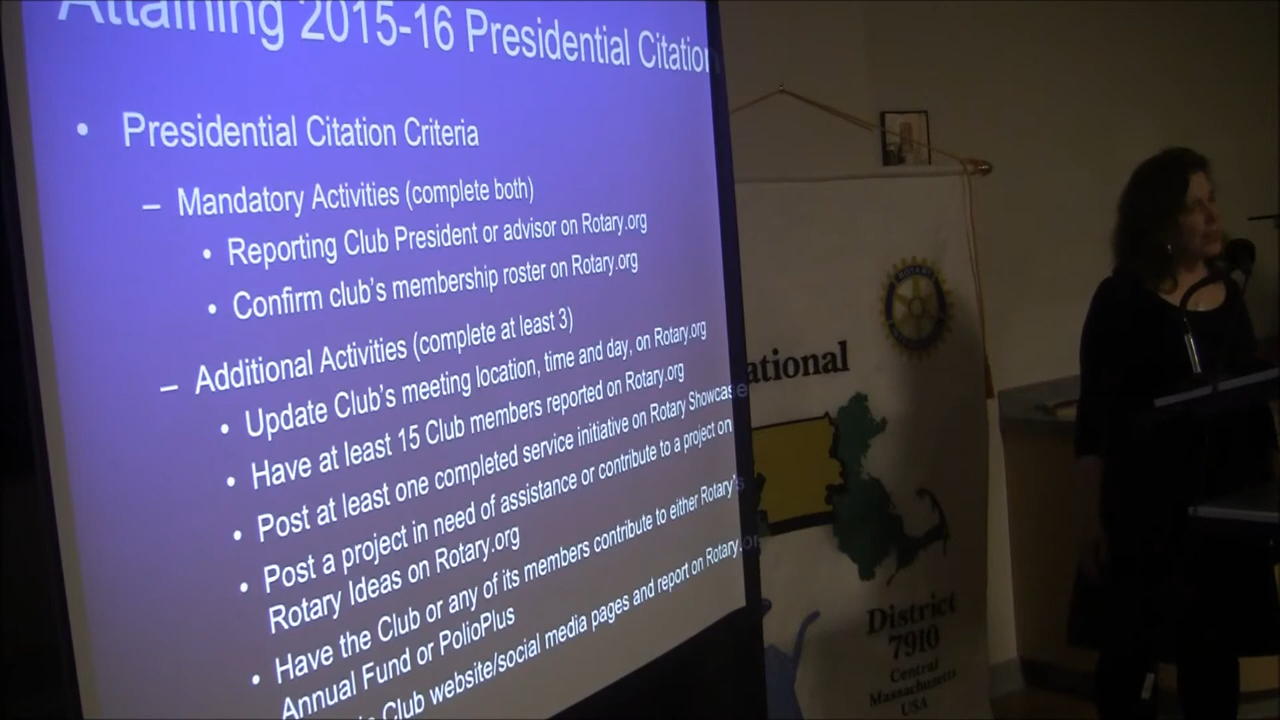 Attaining 2015-16 Presidential Citation
• Presidential Citation Criteria
– Mandatory Activities (complete both)
• Reporting Club President or advisor on Rotary.org
• Confirm club's membership roster on Rotary.org
– Additional Activities (complete at least 3)
• Update Club's meeting location, time and day, on Rotary.org
• Have at least 15 Club members reported on Rotary.org
• Post at least one completed service initiative on Rotary Showcase
• Post a project in need of assistance or contribute to a project on
Rotary Ideas on Rotary.org
• Have the Club or any of its members contribute to either Rotary's
Annual Fund or PolioPlus
Club website/social media pages and report on Rotary.or
ROTARY
ational
District
7910
Central
Massachusetts
USA